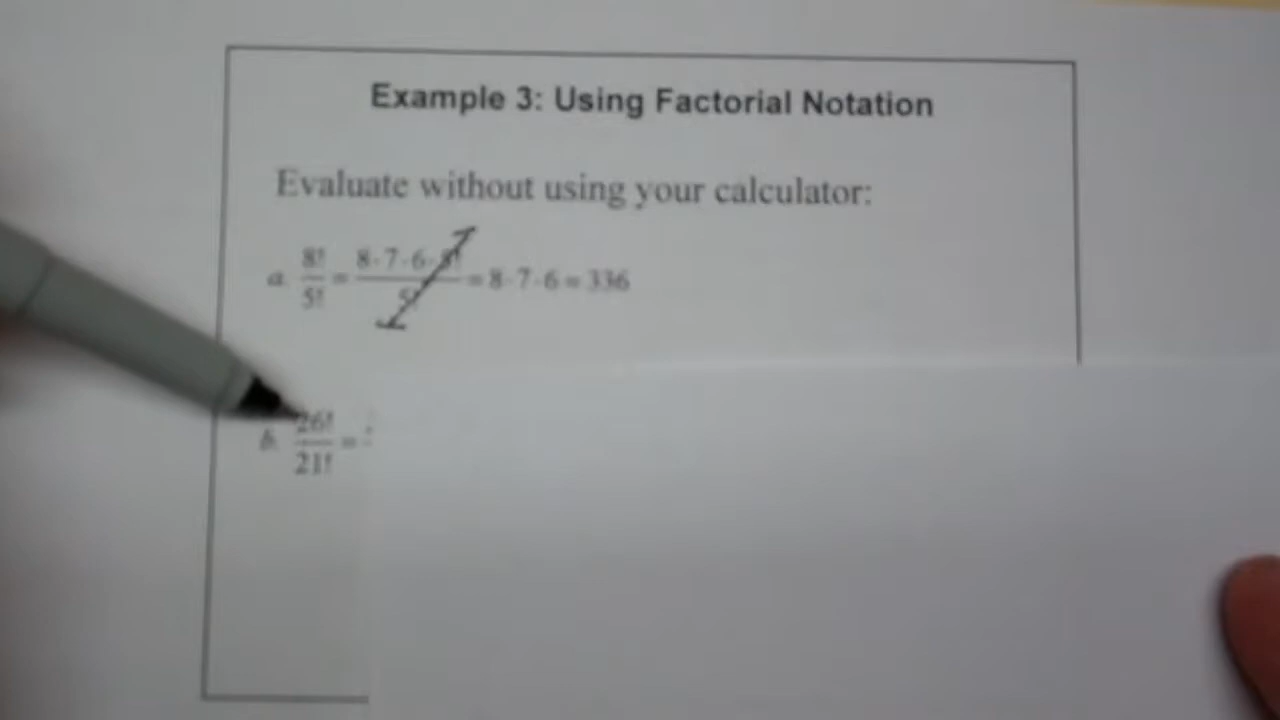 Example 3: Using Factorial Notation
Evaluate without using your calculator:
a. 8!/5! = 8·7·6·5!/5! = 8·7·6 = 336
b. 26!/21! =